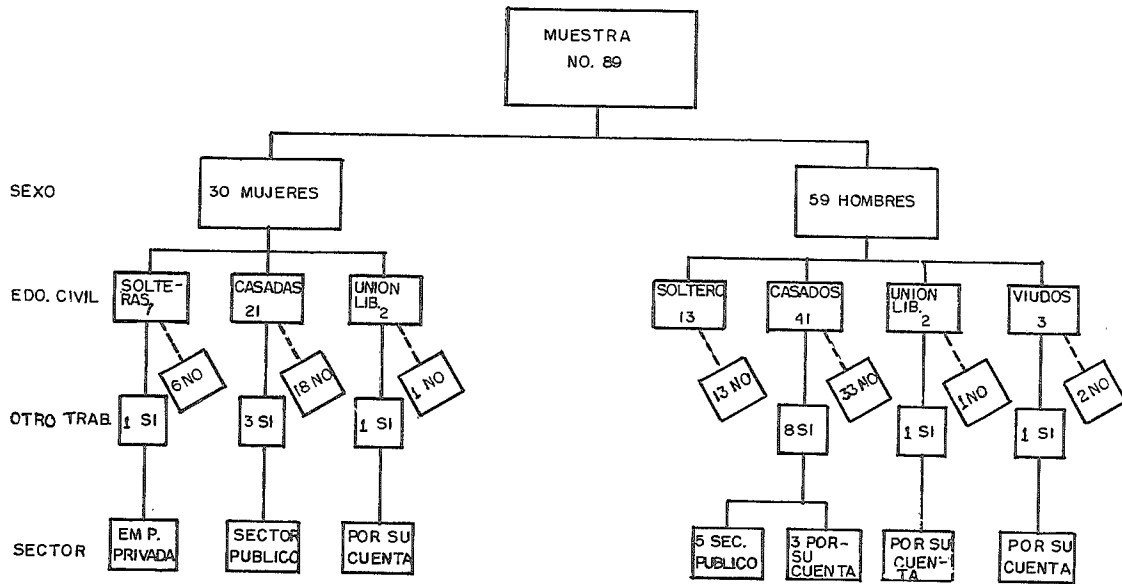 MUESTRA
NO. 89
SEXO
30 MUJERES
59 HOMBRES
EDO. CIVIL
SOLTE-
RAS
7
CASADAS
21
UNION
LIB. 2
SOLTERO
13
CASADOS
41
UNION
LIB.
2
VIUDOS
3
6 NO
18 NO
1 NO
13 NO
33 NO
1 NO
2 NO
OTRO TRAB.
1 SI
3 SI
1 SI
8 SI
1 SI
1 SI
SECTOR
EM P.
PRIVADA
SECTOR
PUBLICO
POR SU
CUENTA
5 SEC.
PUBLICO
3 POR-
SU
CUENTA
POR SU
CUEN-
TA
POR SU
CUENTA